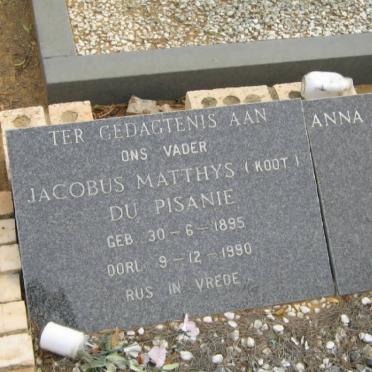 TER GEDAGTENIS AAN
ONS VADER
JACOBUS MATTHYS (KOOT)
DU PISANIE
GEB. 30-6-1895
OORL. 9-12-1990
RUS IN VREDE
ANNA